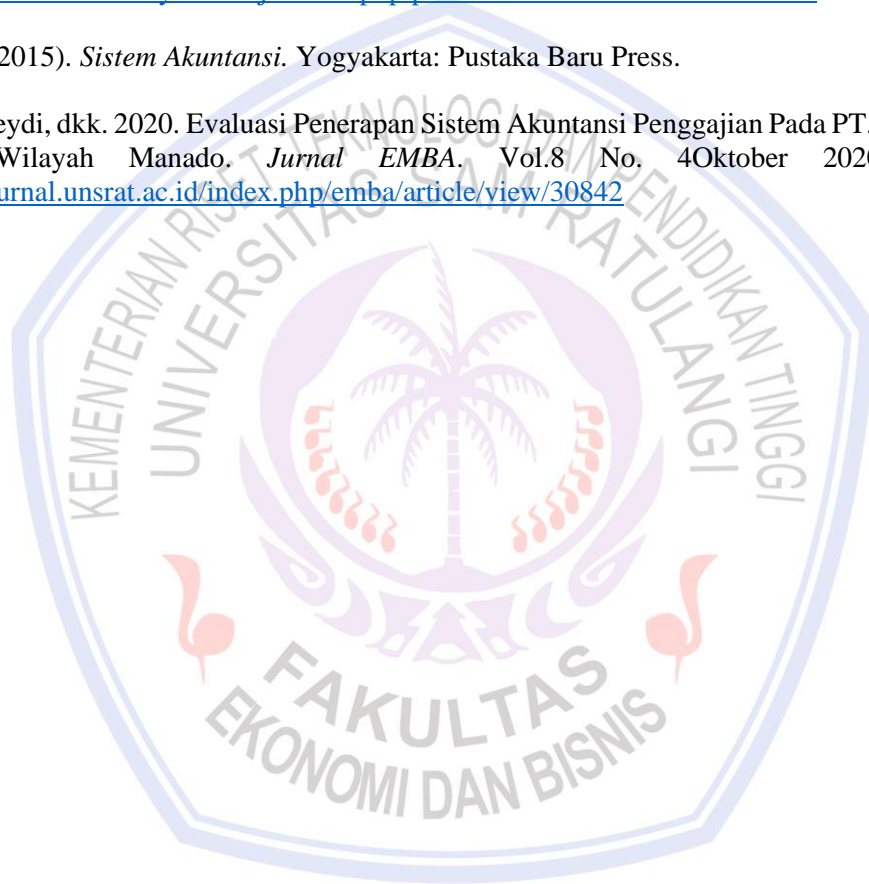 2015). Sistem Akuntansi. Yogyakarta: Pustaka Baru Press.
eydi, dkk. 2020. Evaluasi Penerapan Sistem Akuntansi Penggajian Pada PT.
Wilayah Manado. Jurnal EMBA. Vol.8 No. 4Oktober 2020
urnal.unsrat.ac.id/index.php/emba/article/view/30842
KEMENTERIAN RISET TEKNOLOGI DAN PENDIDIKAN TINGGI
UNIVERSITAS SAM RATULANGI
FAKULTAS
EKONOMI DAN BISNIS